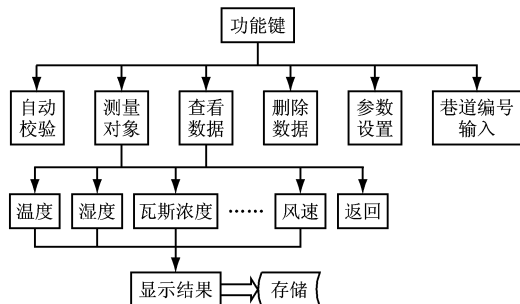 功能键
自动
校验
测量
对象
查看
数据
删除
数据
参数
设置
巷道编号
输入
温度
湿度
瓦斯浓度
……
风速
返回
显示结果
存储